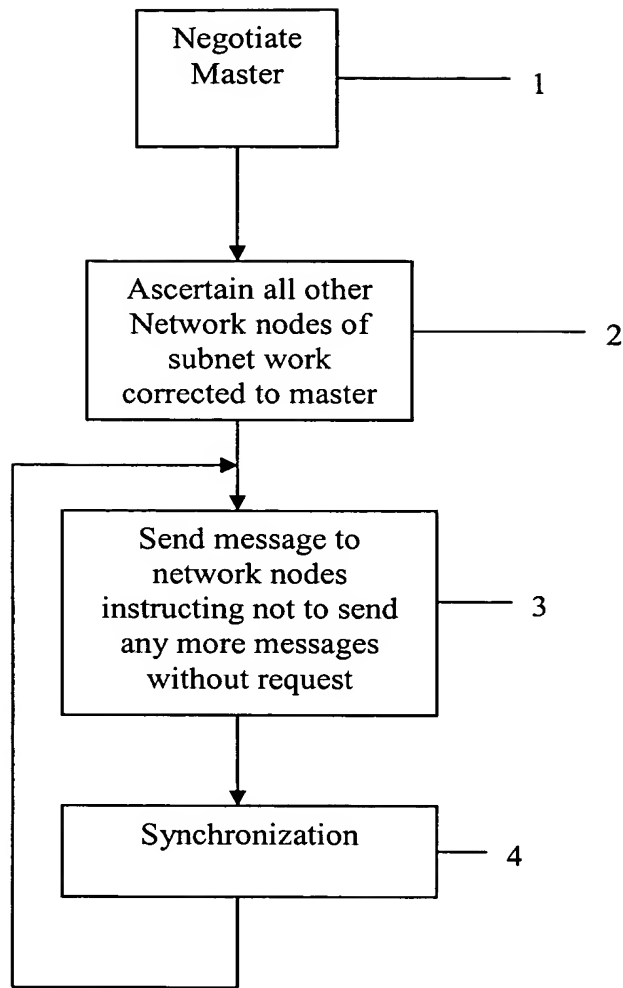 Negotiate
Master
1
Ascertain all other
Network nodes of
subnet work
corrected to master
2
Send message to
network nodes
instructing not to send
any more messages
without request
3
Synchronization
4